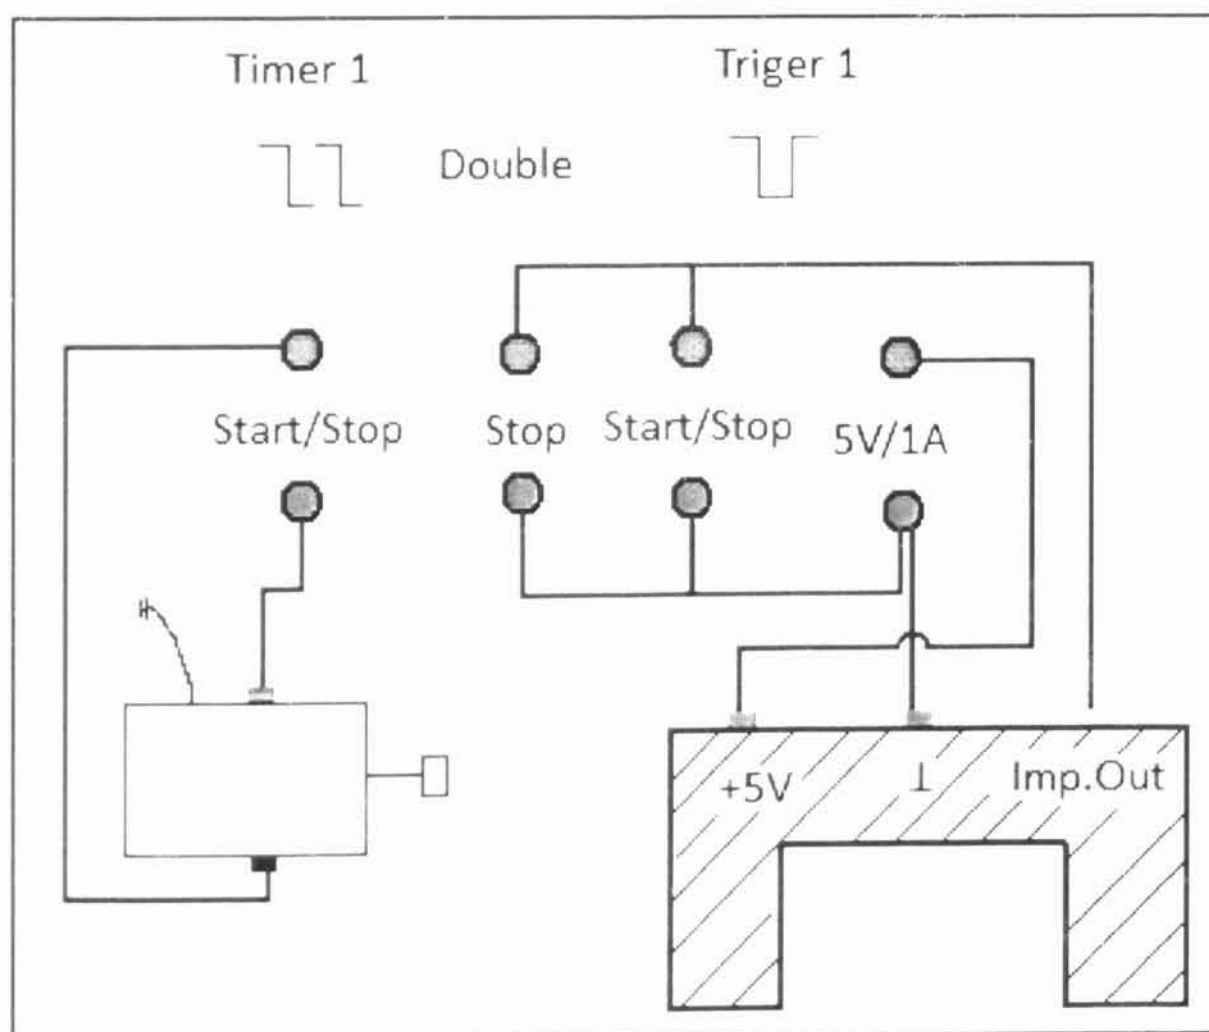 Timer 1
Triger 1
Double
Start/Stop
Stop
Start/Stop
5V/1A
+5V
⊥
Imp.Out